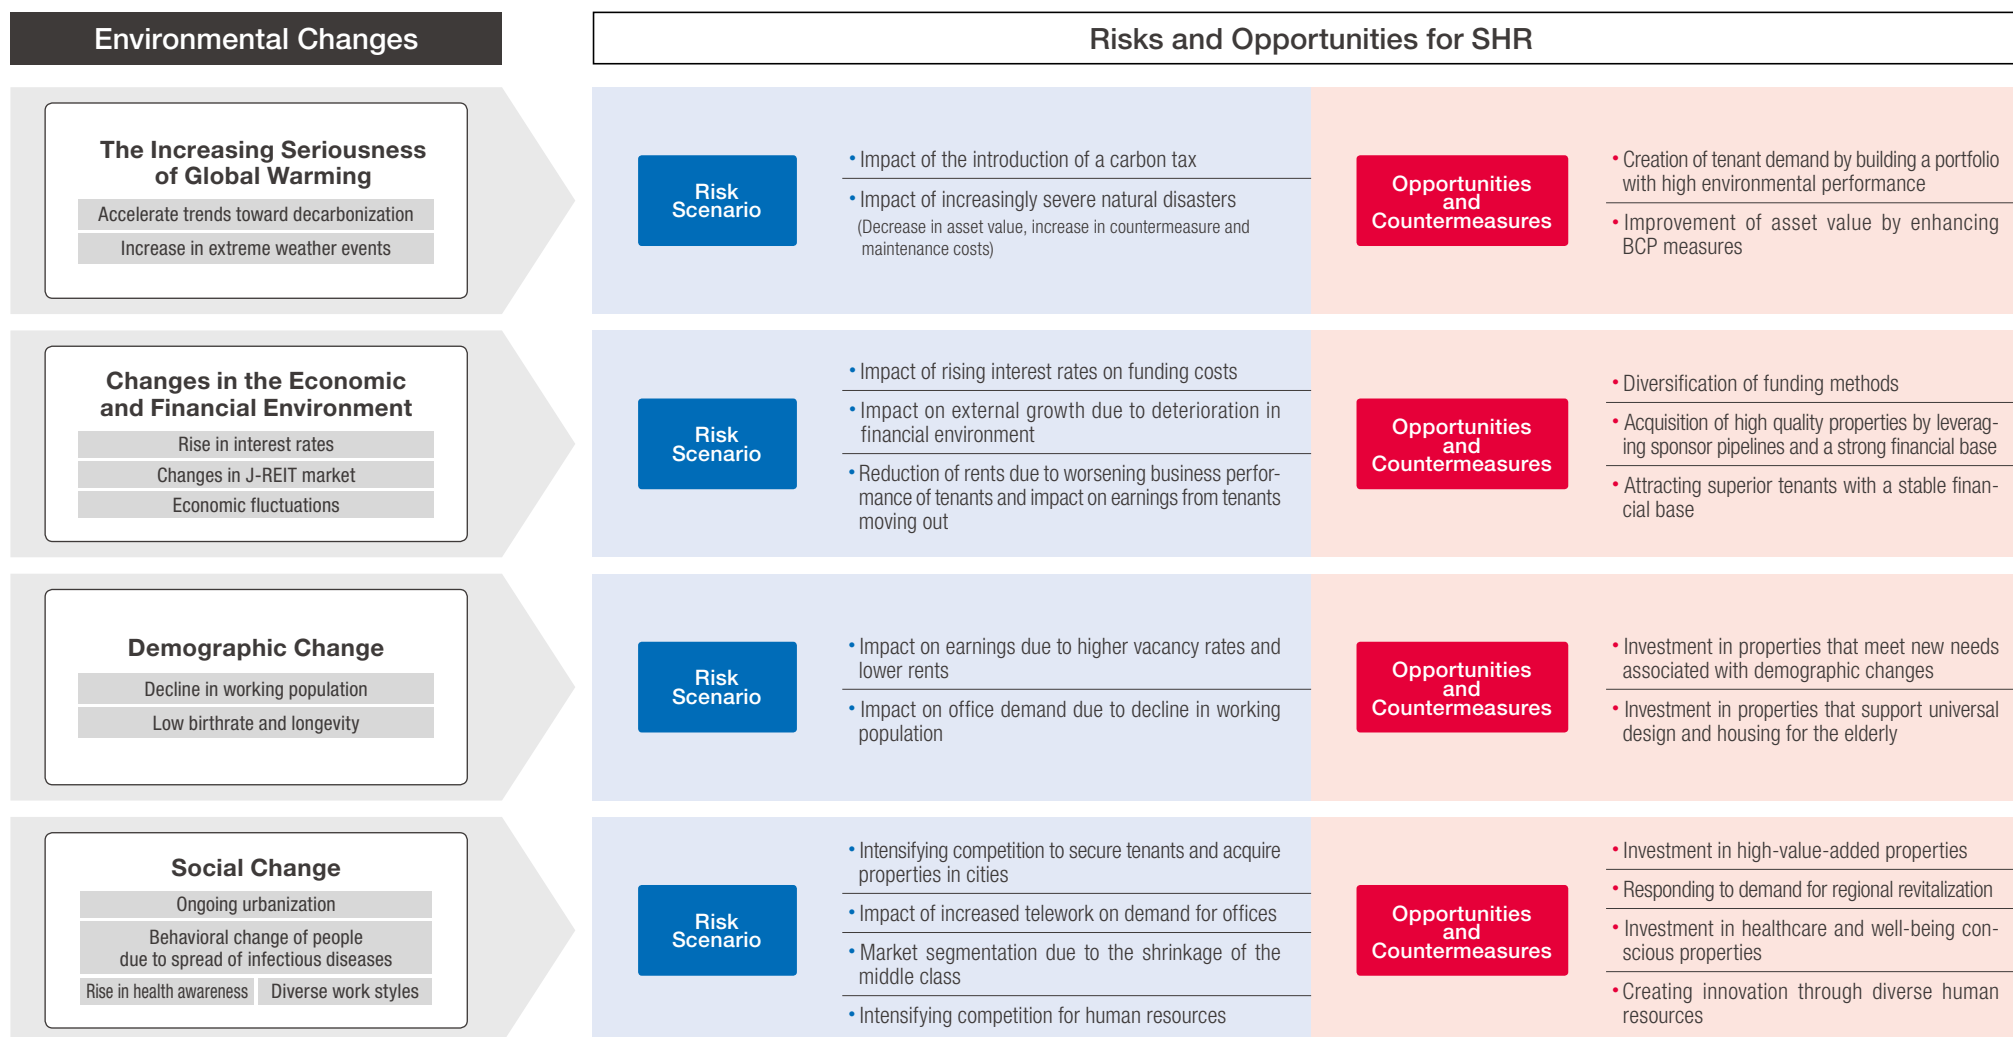 Environmental Changes
Risks and Opportunities for SHR
The Increasing Seriousness
of Global Warming
Accelerate trends toward decarbonization
Increase in extreme weather events
Risk
Scenario
• Impact of the introduction of a carbon tax
• Impact of increasingly severe natural disasters
(Decrease in asset value, increase in countermeasure and
maintenance costs)
Opportunities
and
Countermeasures
• Creation of tenant demand by building a portfolio
with high environmental performance
• Improvement of asset value by enhancing
BCP measures
Changes in the Economic
and Financial Environment
Rise in interest rates
Changes in J-REIT market
Economic fluctuations
Risk
Scenario
• Impact of rising interest rates on funding costs
• Impact on external growth due to deterioration in
financial environment
• Reduction of rents due to worsening business perfor-
mance of tenants and impact on earnings from tenants
moving out
Opportunities
and
Countermeasures
• Diversification of funding methods
• Acquisition of high quality properties by leverag-
ing sponsor pipelines and a strong financial base
• Attracting superior tenants with a stable finan-
cial base
Demographic Change
Decline in working population
Low birthrate and longevity
Risk
Scenario
• Impact on earnings due to higher vacancy rates and
lower rents
• Impact on office demand due to decline in working
population
Opportunities
and
Countermeasures
• Investment in properties that meet new needs
associated with demographic changes
• Investment in properties that support universal
design and housing for the elderly
Social Change
Ongoing urbanization
Behavioral change of people
due to spread of infectious diseases
Rise in health awareness
Diverse work styles
Risk
Scenario
• Intensifying competition to secure tenants and acquire
properties in cities
• Impact of increased telework on demand for offices
• Market segmentation due to the shrinkage of the
middle class
• Intensifying competition for human resources
Opportunities
and
Countermeasures
• Investment in high-value-added properties
• Responding to demand for regional revitalization
• Investment in healthcare and well-being con-
scious properties
• Creating innovation through diverse human
resources